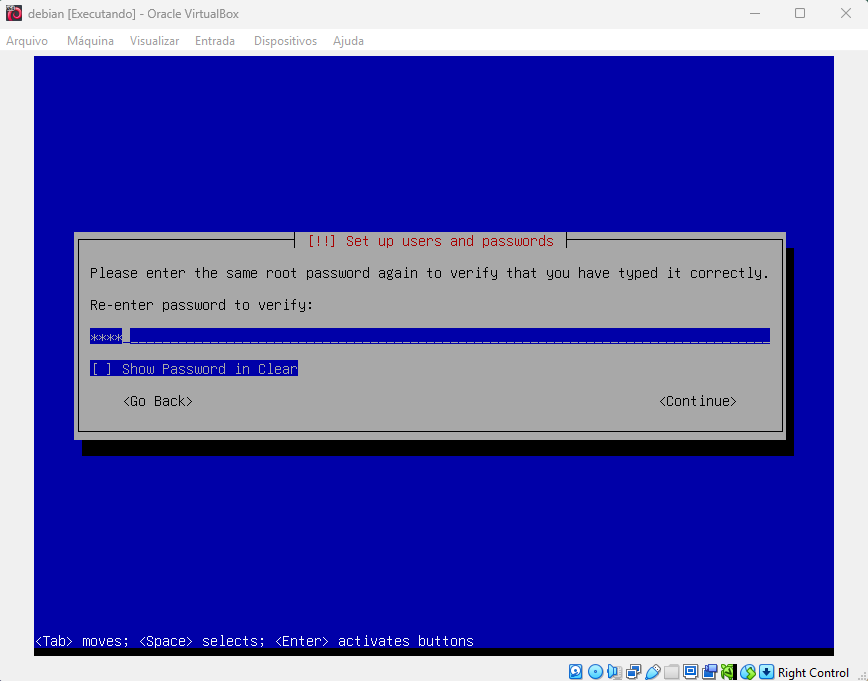 debian [Executando] - Oracle VirtualBox
Arquivo Máquina Visualizar Entrada Dispositivos Ajuda
[!!] Set up users and passwords
Please enter the same root password again to verify that you have typed it correctly.
Re-enter password to verify:
****_________________________________________________________________________________
[ ] Show Password in Clear
<Go Back> <Continue>
<Tab> moves; <Space> selects; <Enter> activates buttons
Right Control